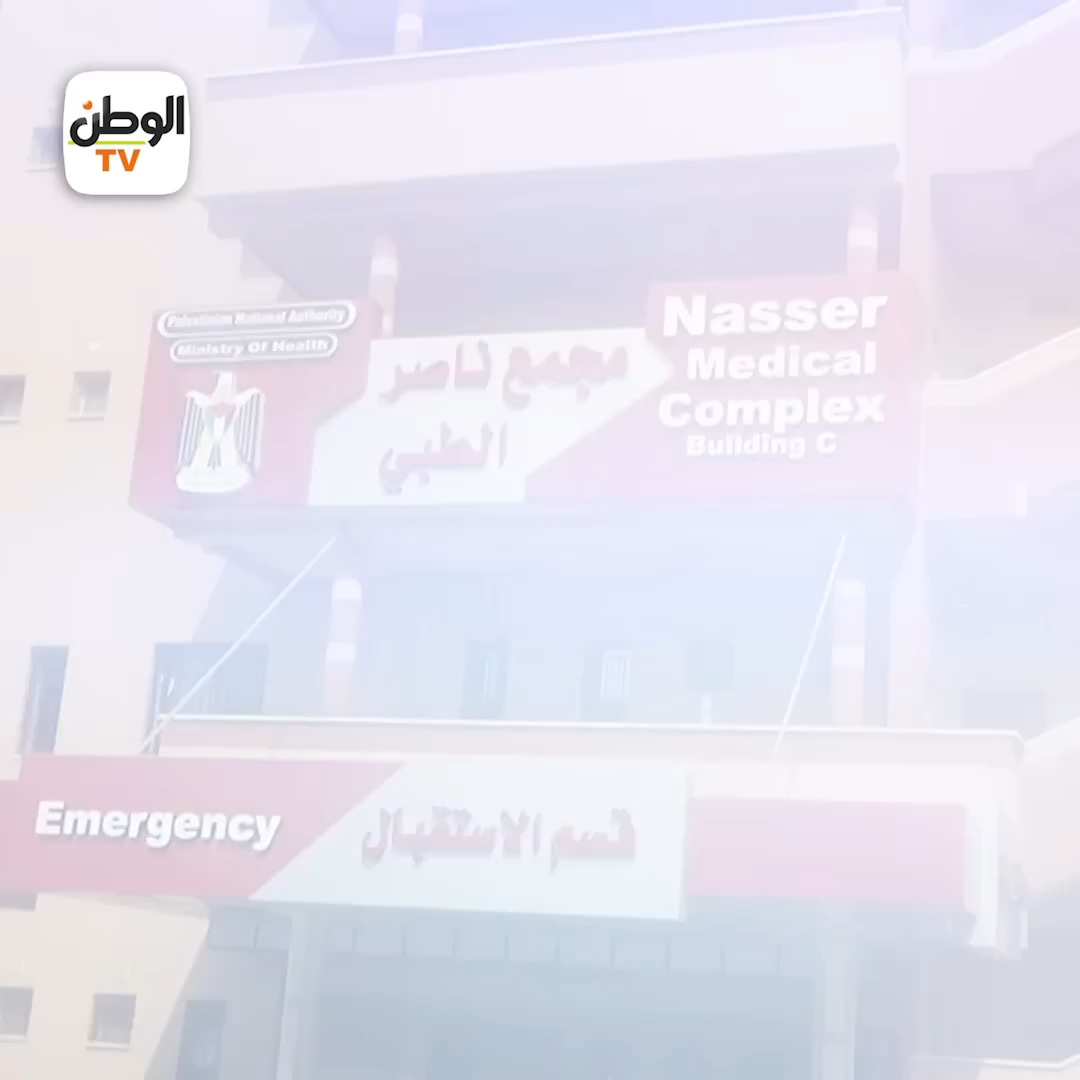 الوطن
TV
Palestinian National Authority
Ministry Of Health
مجمع ناصر
الطبي
Nasser
Medical
Complex
Building C
Emergency
قسم الاستقبال